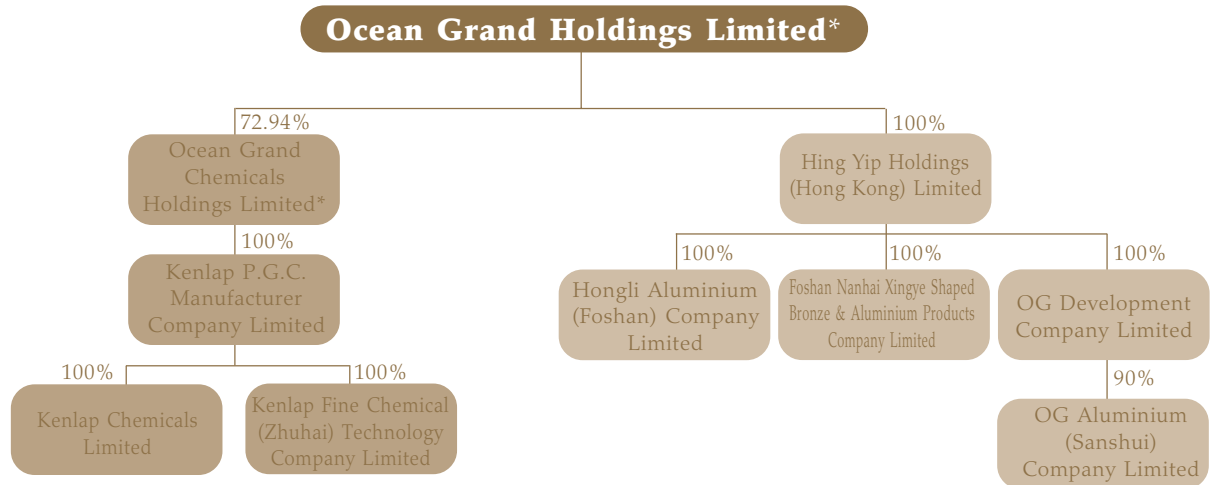 Ocean Grand Holdings Limited*
72.94%
100%
Ocean Grand
Chemicals
Holdings Limited*
Hing Yip Holdings
(Hong Kong) Limited
100%
Kenlap P.G.C.
Manufacturer
Company Limited
100%
100%
100%
Hongli Aluminium
(Foshan) Company
Limited
Foshan Nanhai Xingye Shaped
Bronze & Aluminium Products
Company Limited
OG Development
Company Limited
100%
100%
90%
Kenlap Chemicals
Limited
Kenlap Fine Chemical
(Zhuhai) Technology
Company Limited
OG Aluminium
(Sanshui)
Company Limited